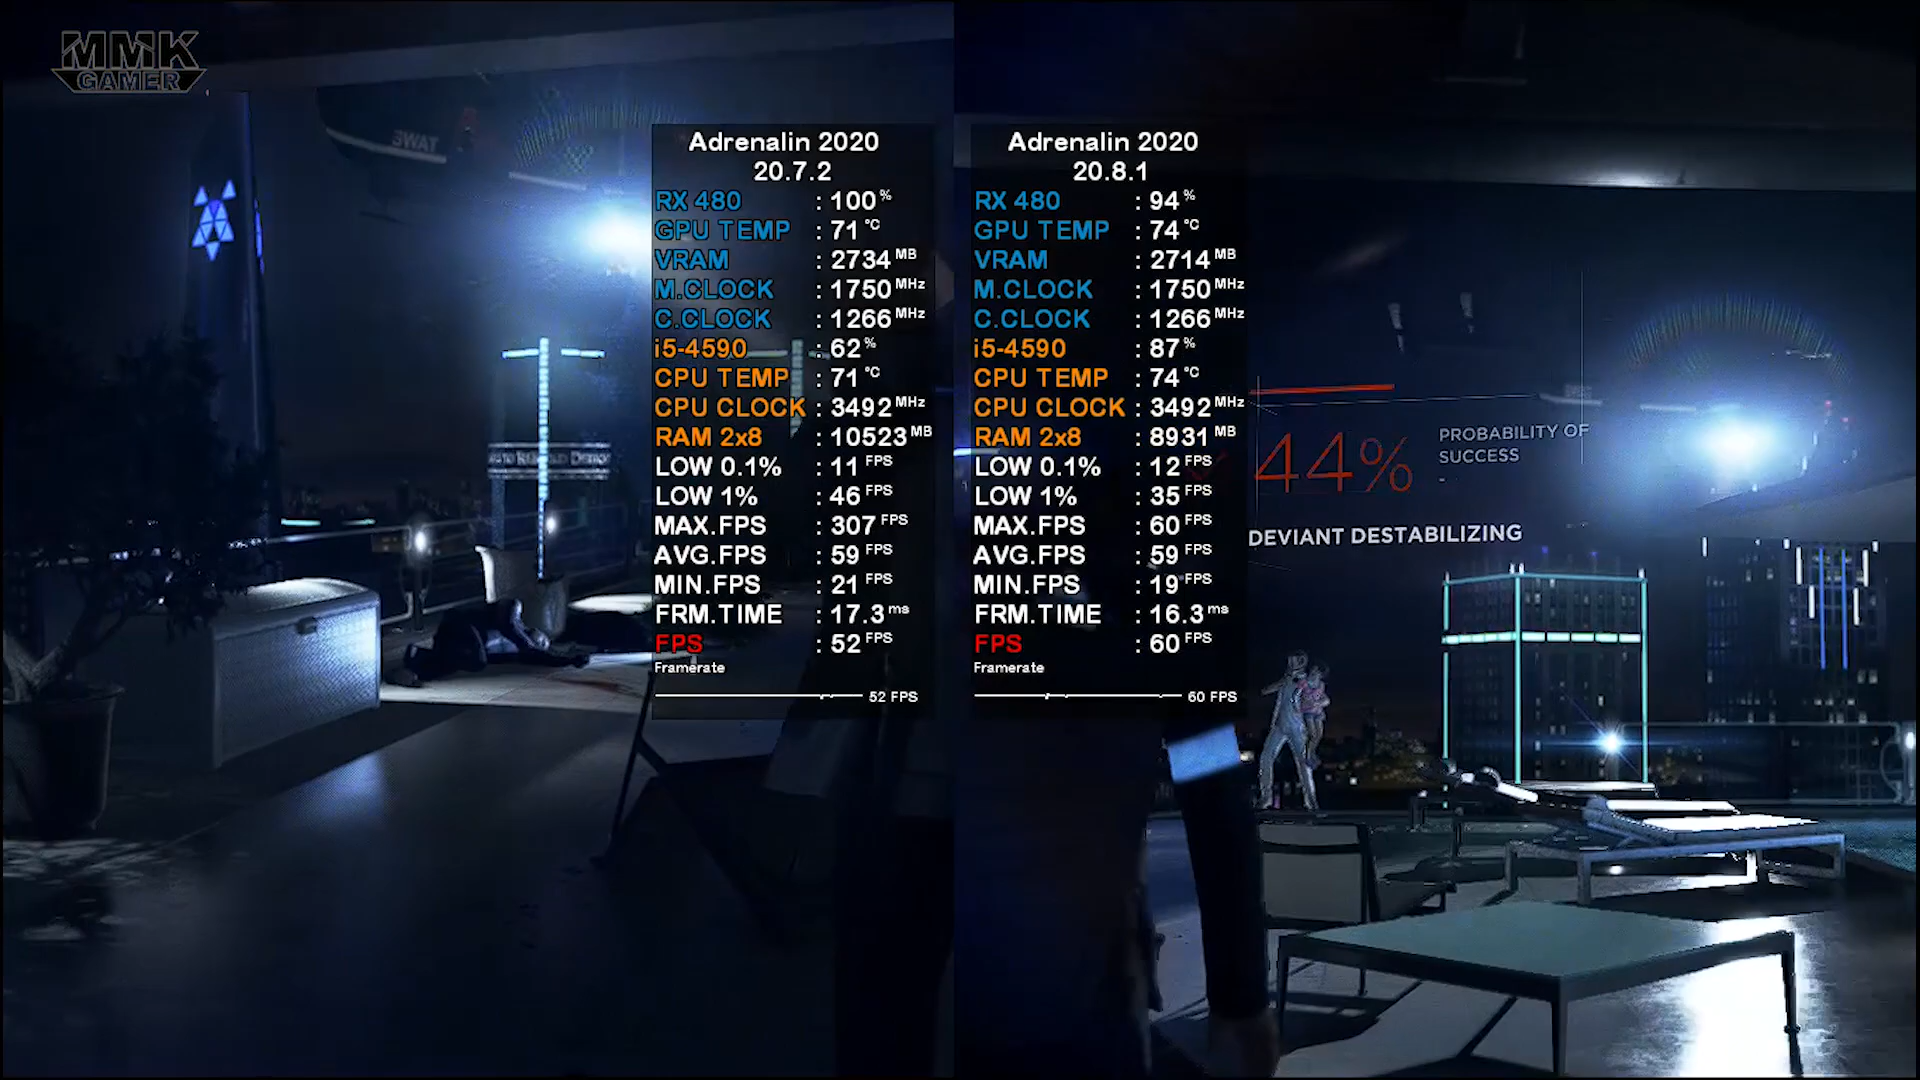 MMK
GAMER
SWAT
Adrenalin 2020
20.7.2
RX 480 : 100 %
GPU TEMP : 71 °C
VRAM : 2734 MB
M.CLOCK : 1750 MHz
C.CLOCK : 1266 MHz
i5-4590 : 62 %
CPU TEMP : 71 °C
CPU CLOCK : 3492 MHz
RAM 2x8 : 10523 MB
LOW 0.1% : 11 FPS
LOW 1% : 46 FPS
MAX.FPS : 307 FPS
AVG.FPS : 59 FPS
MIN.FPS : 21 FPS
FRM.TIME : 17.3 ms
FPS : 52 FPS
Framerate
52 FPS
Adrenalin 2020
20.8.1
RX 480 : 94 %
GPU TEMP : 74 °C
VRAM : 2714 MB
M.CLOCK : 1750 MHz
C.CLOCK : 1266 MHz
i5-4590 : 87 %
CPU TEMP : 74 °C
CPU CLOCK : 3492 MHz
RAM 2x8 : 8931 MB
LOW 0.1% : 12 FPS
LOW 1% : 35 FPS
MAX.FPS : 60 FPS
AVG.FPS : 59 FPS
MIN.FPS : 19 FPS
FRM.TIME : 16.3 ms
FPS : 60 FPS
Framerate
60 FPS
44%
PROBABILITY OF
SUCCESS
DEVIANT DESTABILIZING